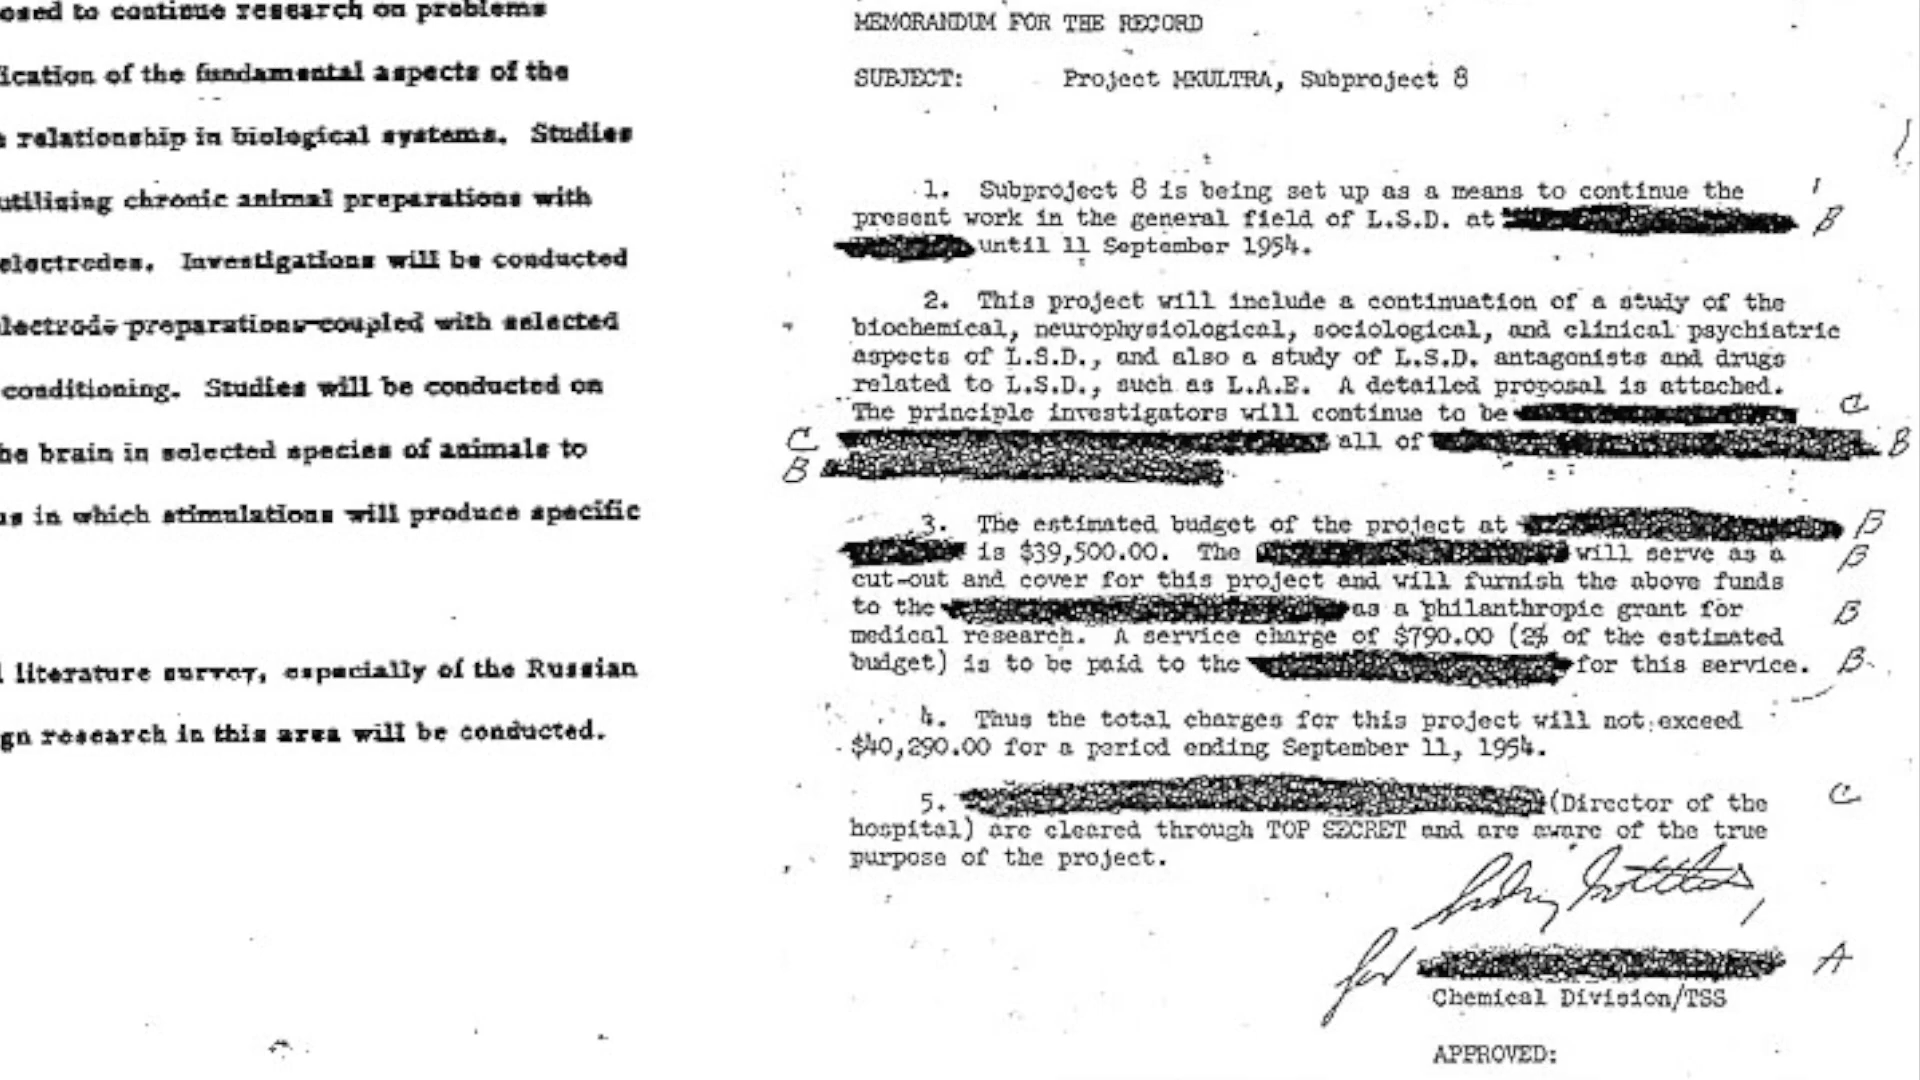 osed to continue research on problems
ication of the fundamental aspects of the
relationship in biological systems. Studies
utilizing chronic animal preparations with
electrodes. Investigations will be conducted
lectrode preparations coupled with selected
conditioning. Studies will be conducted on
he brain in selected species of animals to
us in which stimulations will produce specific
l literature survey, especially of the Russian
gn research in this area will be conducted.
MEMORANDUM FOR THE RECORD
SUBJECT: Project MKULTRA, Subproject 8
1. Subproject 8 is being set up as a means to continue the
present work in the general field of L.S.D. at B
until 11 September 1954.
2. This project will include a continuation of a study of the
biochemical, neurophysiological, sociological, and clinical psychiatric
aspects of L.S.D., and also a study of L.S.D. antagonists and drugs
related to L.S.D., such as L.A.E. A detailed proposal is attached.
The principle investigators will continue to be C
C all of B
B
3. The estimated budget of the project at B
is $39,500.00. The will serve as a B
cut-out and cover for this project and will furnish the above funds
to the as a philanthropic grant for B
medical research. A service charge of $790.00 (2% of the estimated
budget) is to be paid to the for this service. B
4. Thus the total charges for this project will not exceed
$40,290.00 for a period ending September 11, 1954.
5. (Director of the C
hospital) are cleared through TOP SECRET and are aware of the true
purpose of the project.
Sidney Gottlieb
for A
Chemical Division/TSS
APPROVED: